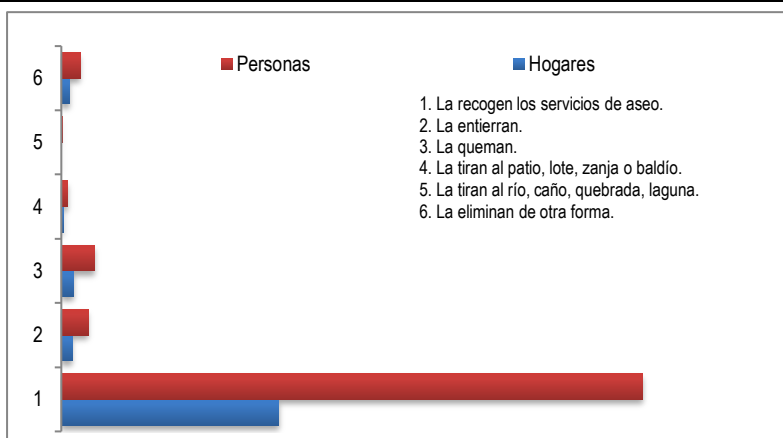 Personas
Hogares
1. La recogen los servicios de aseo.
2. La entierran.
3. La queman.
4. La tiran al patio, lote, zanja o baldío.
5. La tiran al río, caño, quebrada, laguna.
6. La eliminan de otra forma.
6
5
4
3
2
1